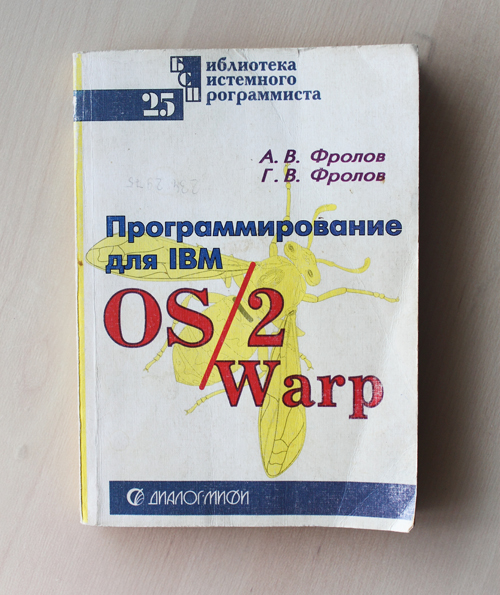 Библиотека
Системного
Программиста
25
А. В. Фролов
Г. В. Фролов
Программирование
для IBM
OS/2
Warp
ДИАЛОГМИФИ